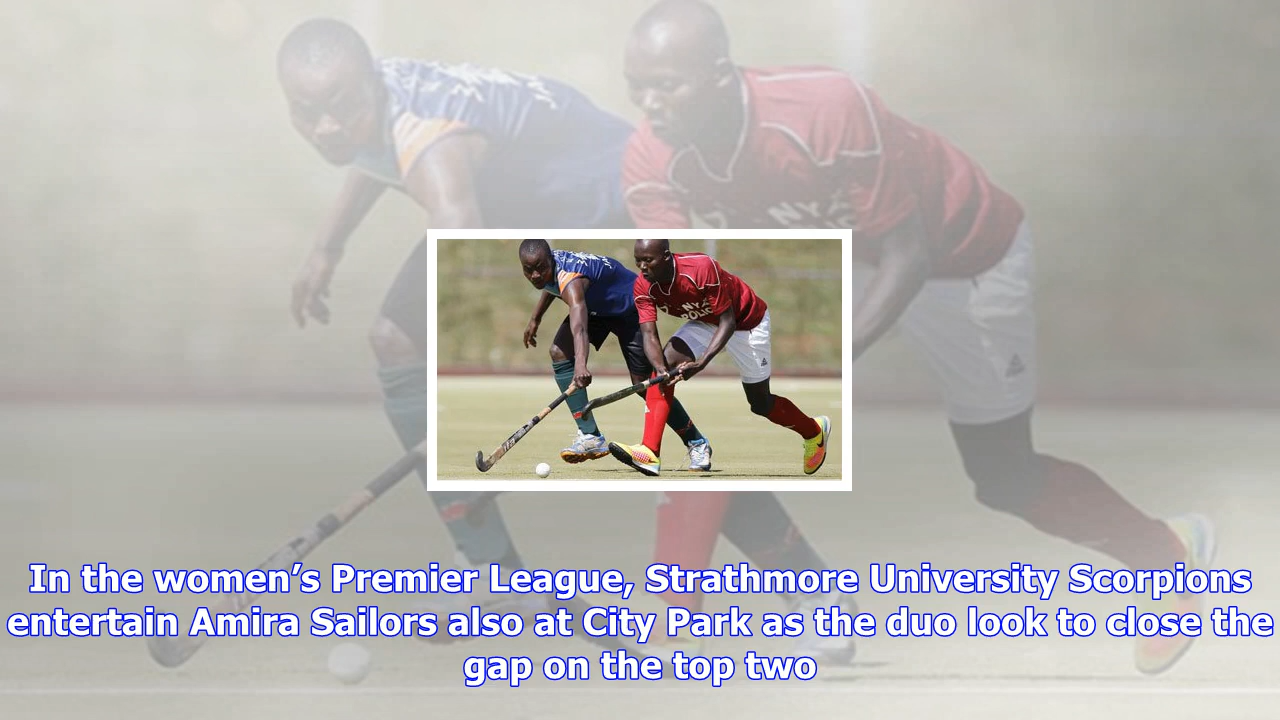 In the women’s Premier League, Strathmore University Scorpions
entertain Amira Sailors also at City Park as the duo look to close the
gap on the top two